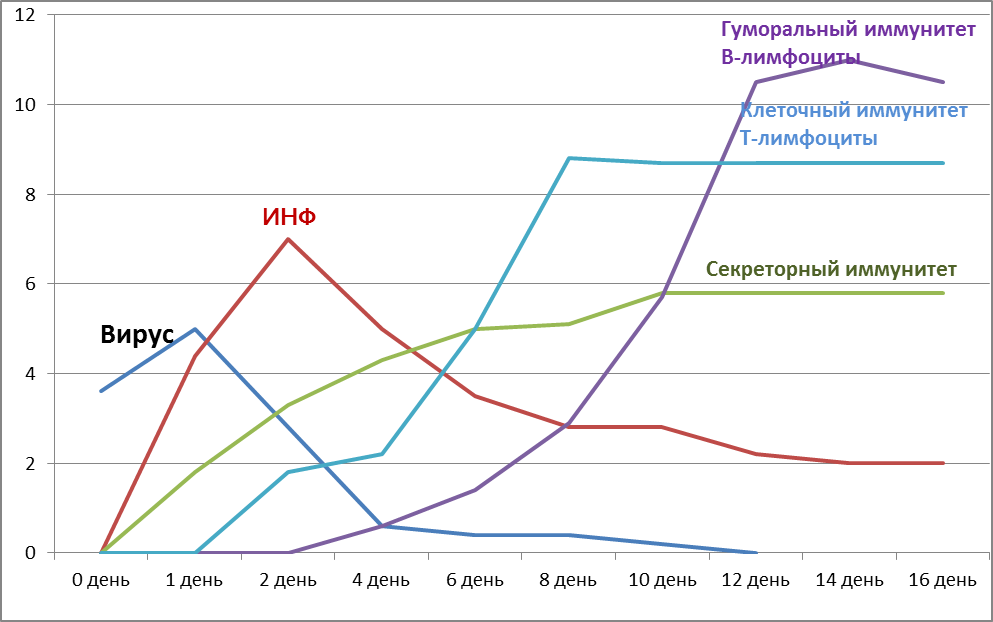 12
Гуморальный иммунитет
В-лимфоциты
10
Клеточный иммунитет
Т-лимфоциты
8
ИНФ
Секреторный иммунитет
6
Вирус
4
2
0
0 день 1 день 2 день 4 день 6 день 8 день 10 день 12 день 14 день 16 день